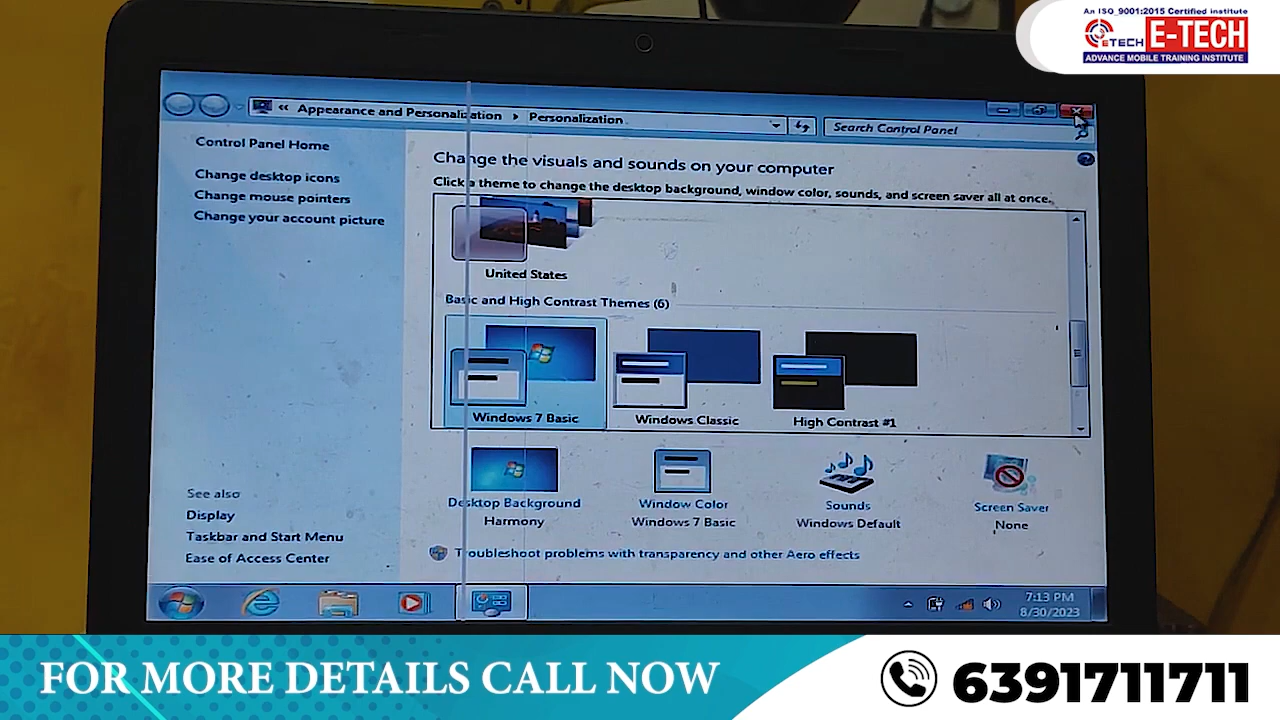 An ISO_9001:2015 Certified institute
ETECH E-TECH
ADVANCE MOBILE TRAINING INSTITUTE
« Appearance and Personalization ▸ Personalization
Search Control Panel
Control Panel Home
Change desktop icons
Change mouse pointers
Change your account picture
Change the visuals and sounds on your computer
Click a theme to change the desktop background, window color, sounds, and screen saver all at once.
United States
Basic and High Contrast Themes (6)
Windows 7 Basic
Windows Classic
High Contrast #1
Desktop Background
Harmony
Window Color
Windows 7 Basic
Sounds
Windows Default
Screen Saver
None
Troubleshoot problems with transparency and other Aero effects
See also
Display
Taskbar and Start Menu
Ease of Access Center
7:13 PM
8/30/2023
FOR MORE DETAILS CALL NOW
6391711711